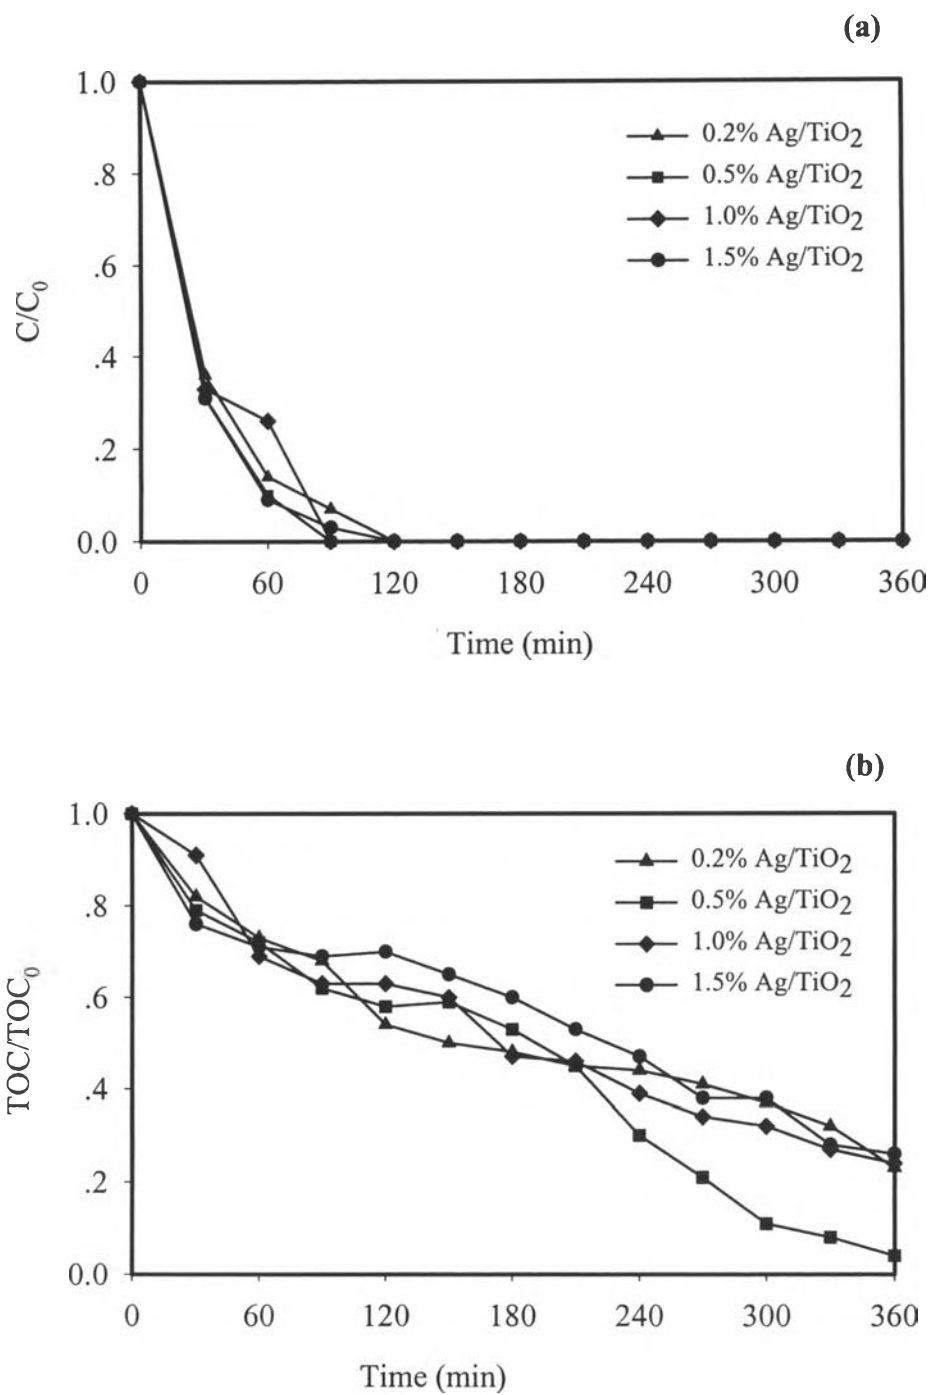 (a)
1.0
.8
.6
.4
.2
0.0
C/C0
0.2% Ag/TiO2
0.5% Ag/TiO2
1.0% Ag/TiO2
1.5% Ag/TiO2
0 60 120 180 240 300 360
Time (min)
(b)
1.0
.8
.6
.4
.2
0.0
TOC/TOC0
0.2% Ag/TiO2
0.5% Ag/TiO2
1.0% Ag/TiO2
1.5% Ag/TiO2
0 60 120 180 240 300 360
Time (min)